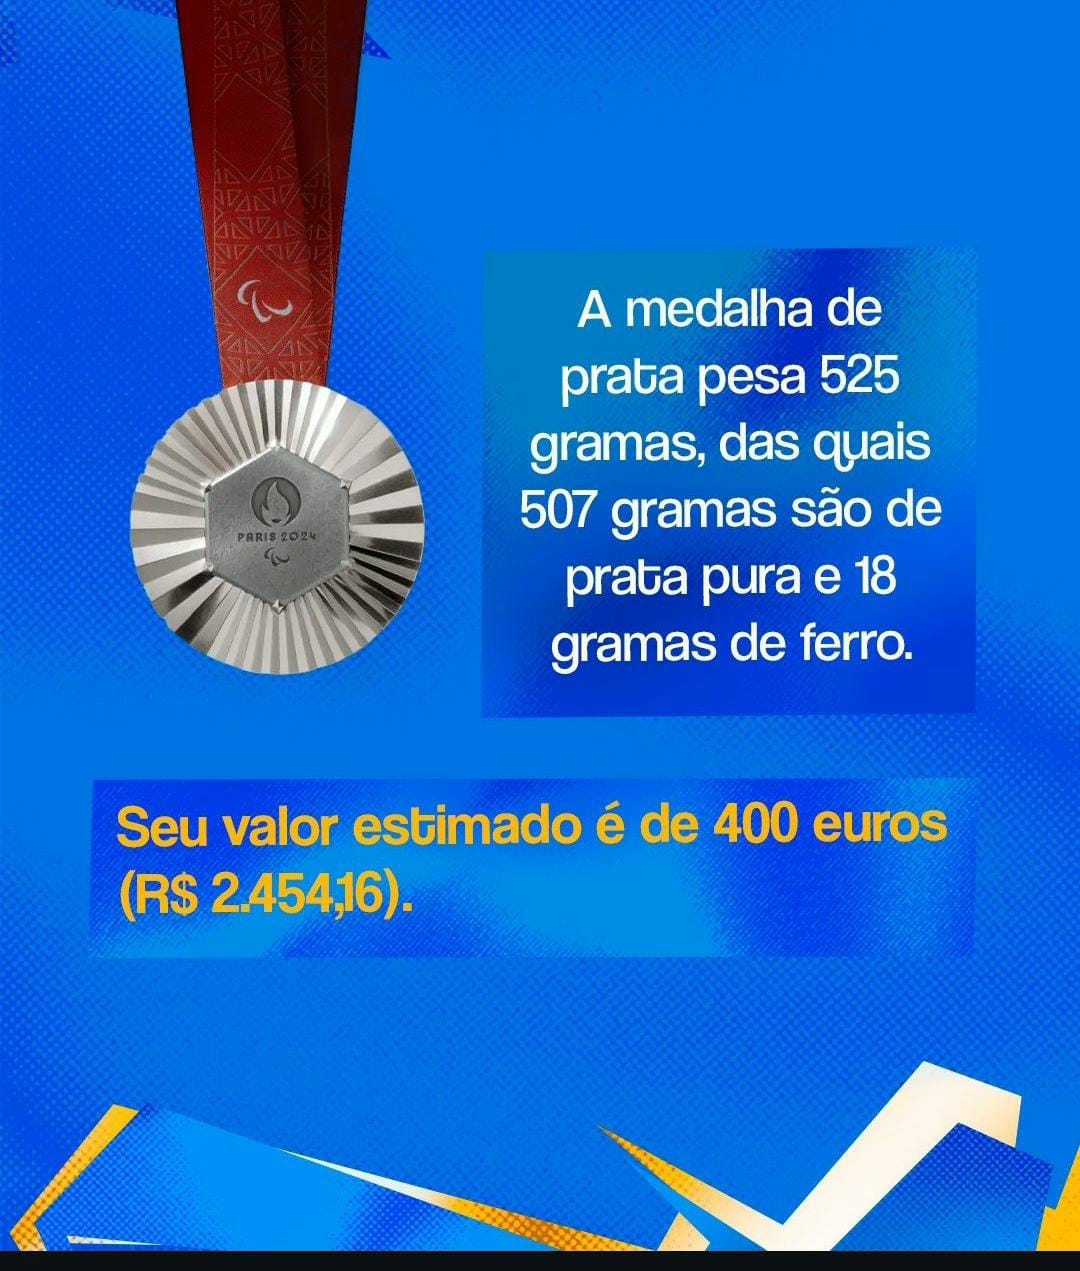 PARIS 2024
A medalha de
prata pesa 525
gramas, das quais
507 gramas são de
prata pura e 18
gramas de ferro.
Seu valor estimado é de 400 euros
(R$ 2.454,16).